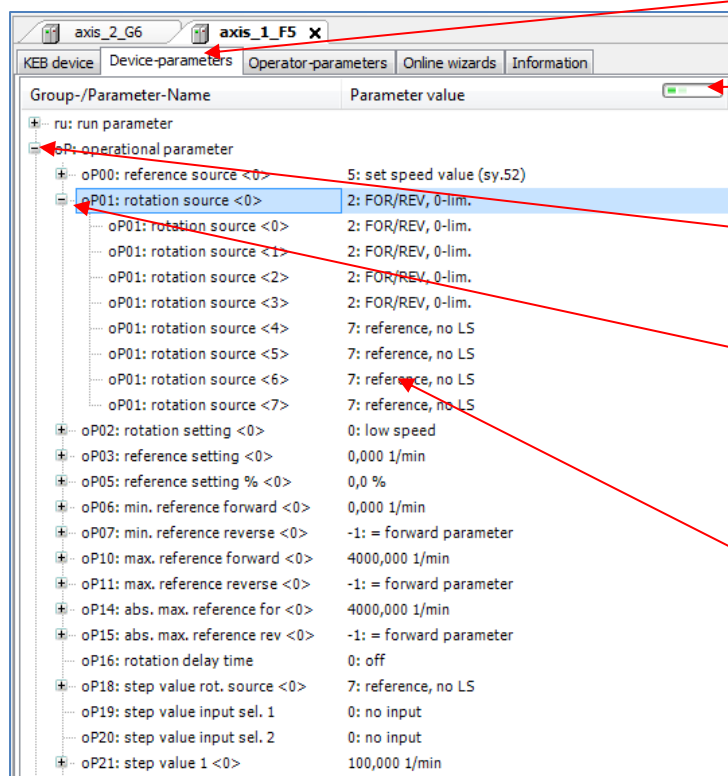 axis_2_G6 axis_1_F5 x
KEB device Device-parameters Operator-parameters Online wizards Information
Group-/Parameter-Name Parameter value
ru: run parameter
oP: operational parameter
oP00: reference source <0> 5: set speed value (sy.52)
oP01: rotation source <0> 2: FOR/REV, 0-lim.
oP01: rotation source <0> 2: FOR/REV, 0-lim.
oP01: rotation source <1> 2: FOR/REV, 0-lim.
oP01: rotation source <2> 2: FOR/REV, 0-lim.
oP01: rotation source <3> 2: FOR/REV, 0-lim.
oP01: rotation source <4> 7: reference, no LS
oP01: rotation source <5> 7: reference, no LS
oP01: rotation source <6> 7: reference, no LS
oP01: rotation source <7> 7: reference, no LS
oP02: rotation setting <0> 0: low speed
oP03: reference setting <0> 0,000 1/min
oP05: reference setting % <0> 0,0 %
oP06: min. reference forward <0> 0,000 1/min
oP07: min. reference reverse <0> -1: = forward parameter
oP10: max. reference forward <0> 4000,000 1/min
oP11: max. reference reverse <0> -1: = forward parameter
oP14: abs. max. reference for <0> 4000,000 1/min
oP15: abs. max. reference rev <0> -1: = forward parameter
oP16: rotation delay time 0: off
oP18: step value rot. source <0> 7: reference, no LS
oP19: step value input sel. 1 0: no input
oP20: step value input sel. 2 0: no input
oP21: step value 1 <0> 100,000 1/min